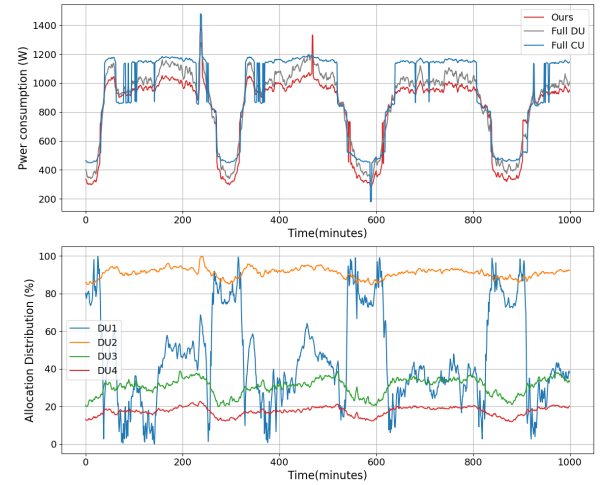 Pwer consumption (W)
1400
1200
1000
800
600
400
200
Ours
Full DU
Full CU
0 200 400 600 800 1000
Time(minutes)
Allocation Distribution (%)
100
80
60
40
20
0
DU1
DU2
DU3
DU4
0 200 400 600 800 1000
Time(minutes)